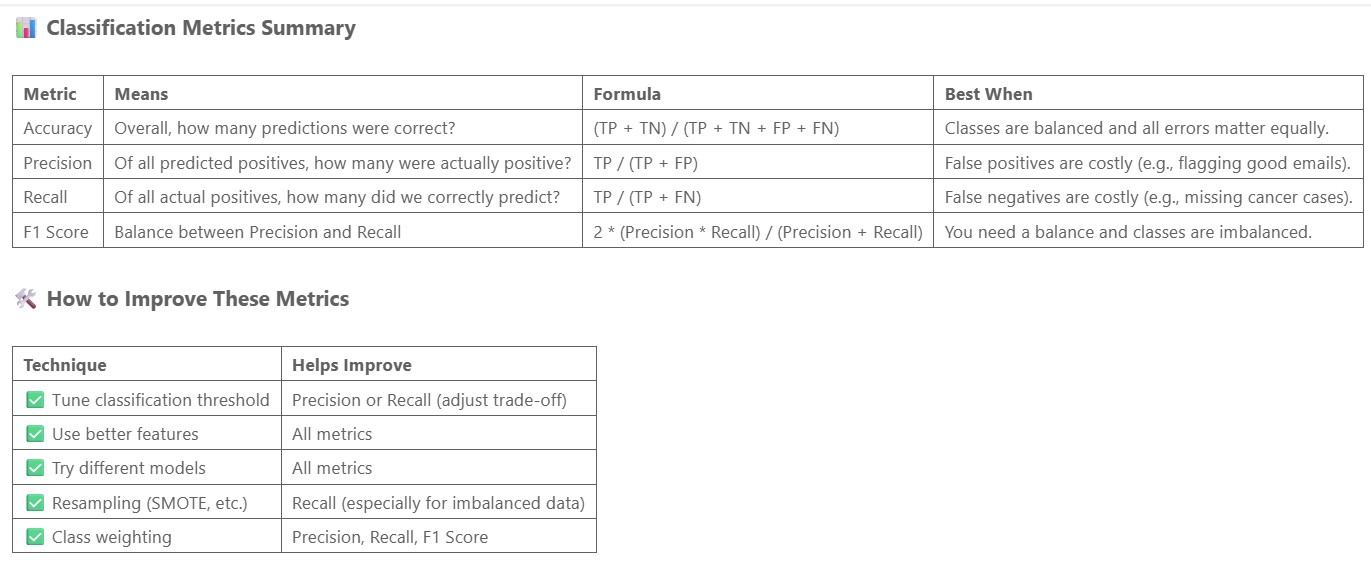 📊 Classification Metrics Summary
Metric Means Formula Best When
Accuracy Overall, how many predictions were correct? (TP + TN) / (TP + TN + FP + FN) Classes are balanced and all errors matter equally.
Precision Of all predicted positives, how many were actually positive? TP / (TP + FP) False positives are costly (e.g., flagging good emails).
Recall Of all actual positives, how many did we correctly predict? TP / (TP + FN) False negatives are costly (e.g., missing cancer cases).
F1 Score Balance between Precision and Recall 2 * (Precision * Recall) / (Precision + Recall) You need a balance and classes are imbalanced.
🛠 How to Improve These Metrics
Technique Helps Improve
✅ Tune classification threshold Precision or Recall (adjust trade-off)
✅ Use better features All metrics
✅ Try different models All metrics
✅ Resampling (SMOTE, etc.) Recall (especially for imbalanced data)
✅ Class weighting Precision, Recall, F1 Score